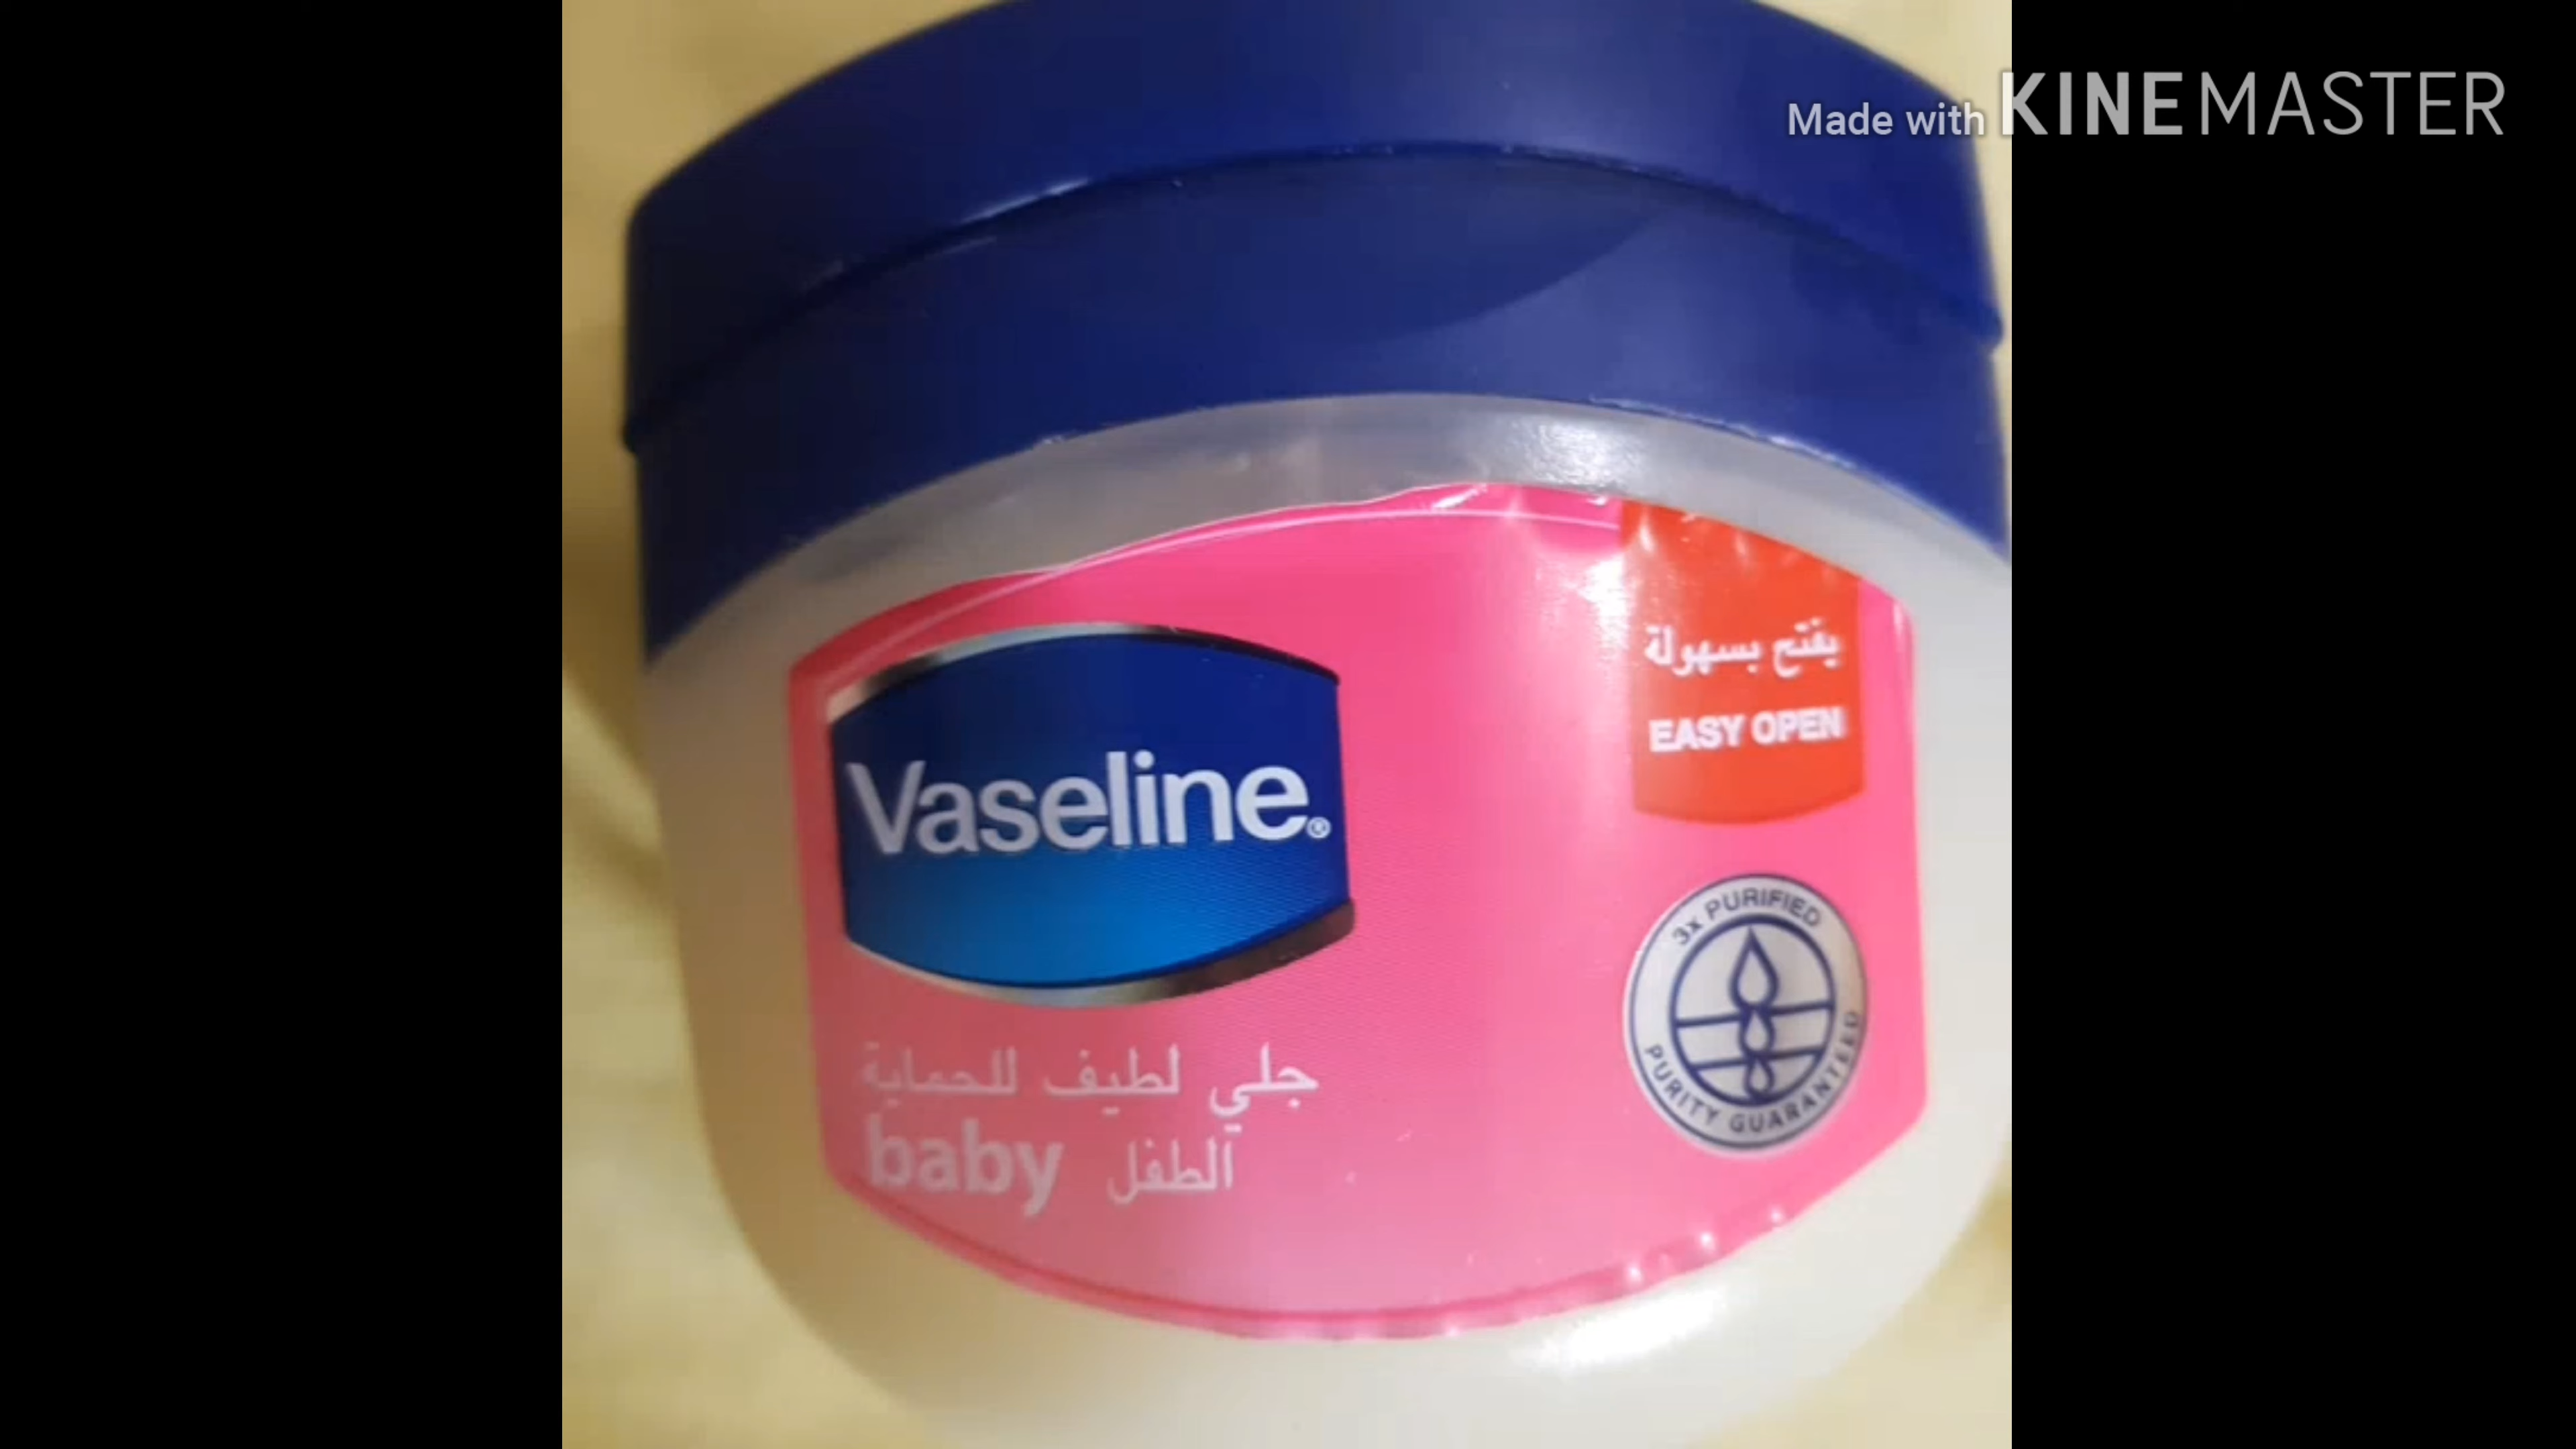 Made with KINEMASTER
يفتح بسهولة
EASY OPEN
Vaseline®
3x PURIFIED
PURITY GUARANTEED
جلي لطيف للحماية
baby الطفل